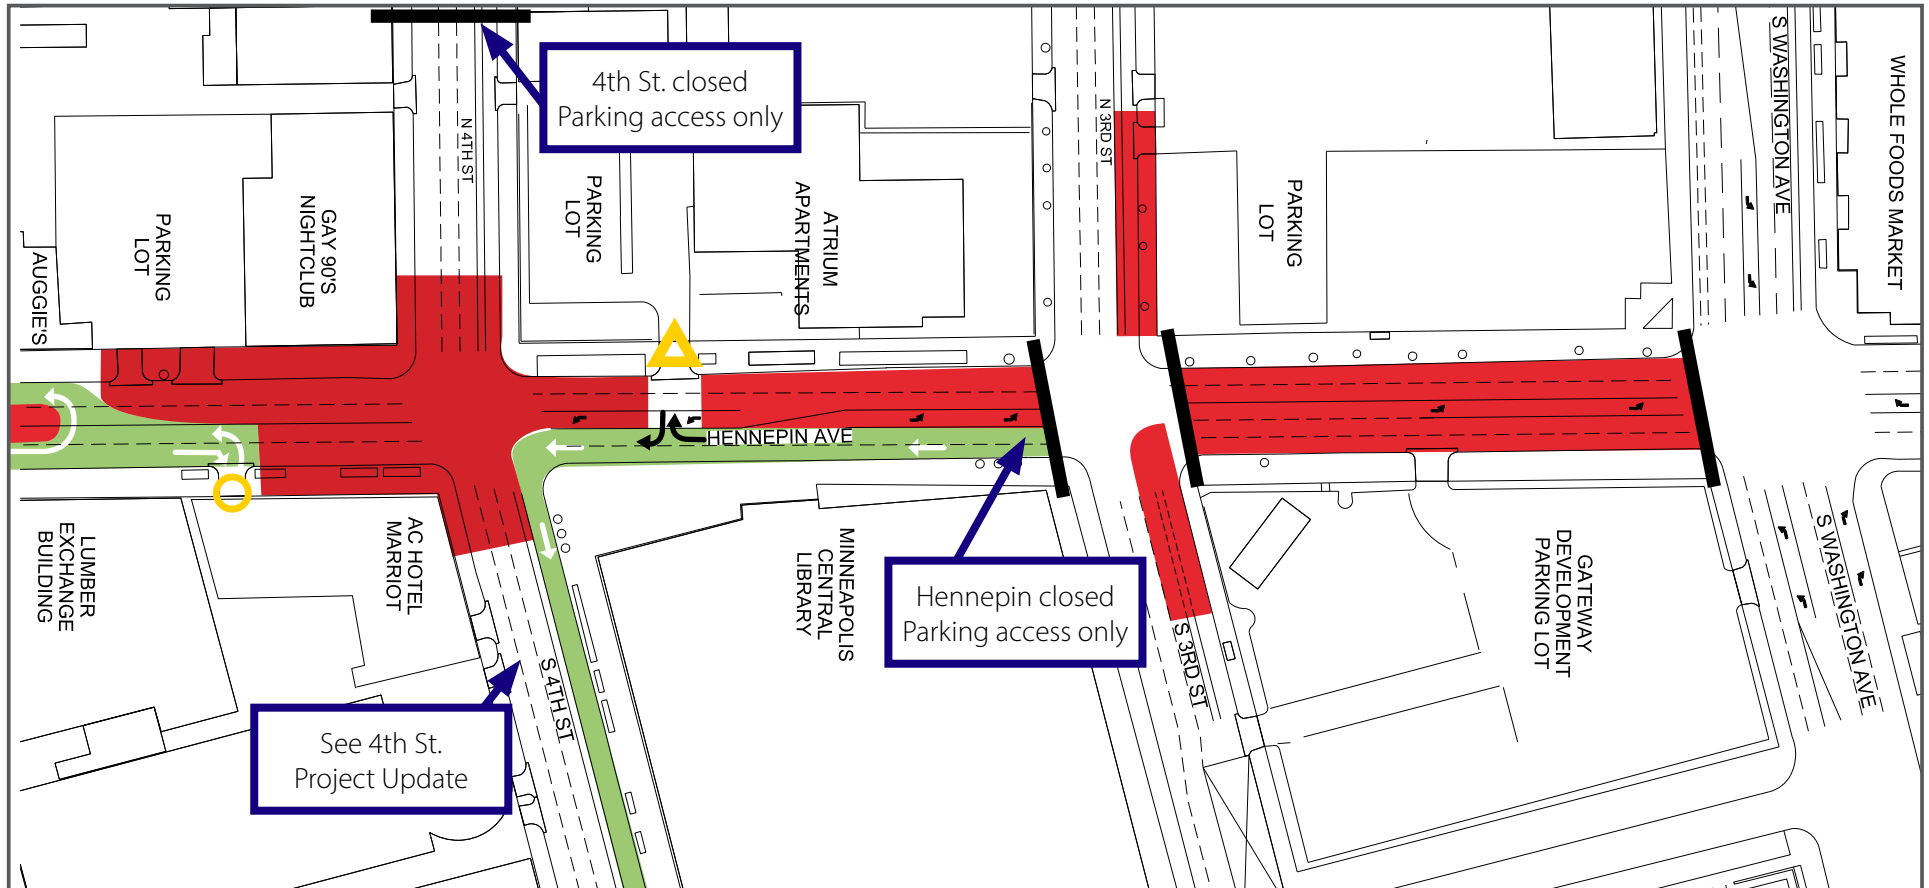 4th St. closed
Parking access only
N 4TH ST
N 3RD ST
S WASHINGTON AVE
WHOLE FOODS MARKET
AUGGIE'S
PARKING
LOT
GAY 90'S
NIGHTCLUB
PARKING
LOT
ATRIUM
APARTMENTS
PARKING
LOT
HENNEPIN AVE
LUMBER
EXCHANGE
BUILDING
AC HOTEL
MARRIOT
MINNEAPOLIS
CENTRAL
LIBRARY
Hennepin closed
Parking access only
GATEWAY
DEVELOPMENT
PARKING LOT
S WASHINGTON AVE
S 3RD ST
S 4TH ST
See 4th St.
Project Update